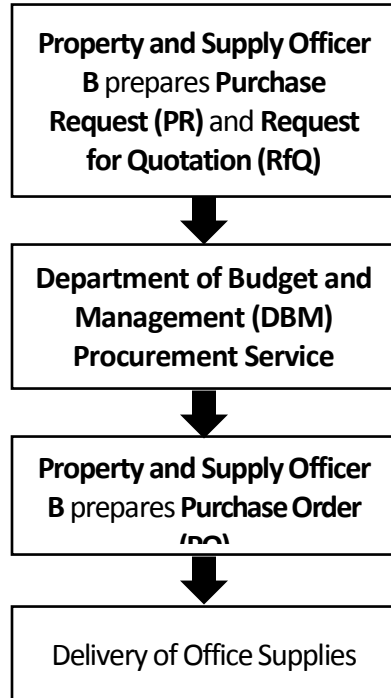 Property and Supply Officer
B prepares Purchase
Request (PR) and Request
for Quotation (RfQ)
Department of Budget and
Management (DBM)
Procurement Service
Property and Supply Officer
B prepares Purchase Order
(PO)
Delivery of Office Supplies